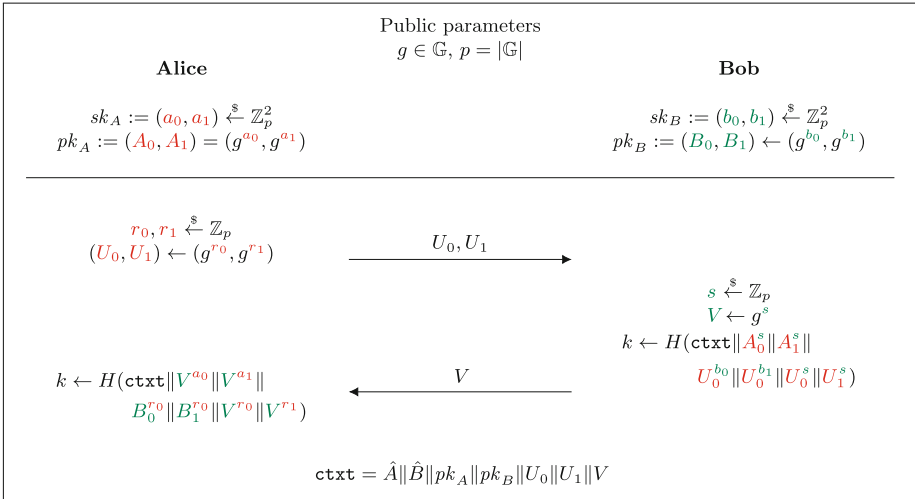 Public parameters
g ∈ 𝔾, p = |𝔾|
Alice
Bob
sk_A := (a_0, a_1) ←$ ℤ_p^2
pk_A := (A_0, A_1) = (g^{a_0}, g^{a_1})
sk_B := (b_0, b_1) ←$ ℤ_p^2
pk_B := (B_0, B_1) ← (g^{b_0}, g^{b_1})
r_0, r_1 ←$ ℤ_p
(U_0, U_1) ← (g^{r_0}, g^{r_1})
U_0, U_1
s ←$ ℤ_p
V ← g^s
k ← H(ctxt‖A_0^s‖A_1^s‖
U_0^{b_0}‖U_0^{b_1}‖U_0^s‖U_1^s)
k ← H(ctxt‖V^{a_0}‖V^{a_1}‖
B_0^{r_0}‖B_1^{r_0}‖V^{r_0}‖V^{r_1})
V
ctxt = Â‖B̂‖pk_A‖pk_B‖U_0‖U_1‖V